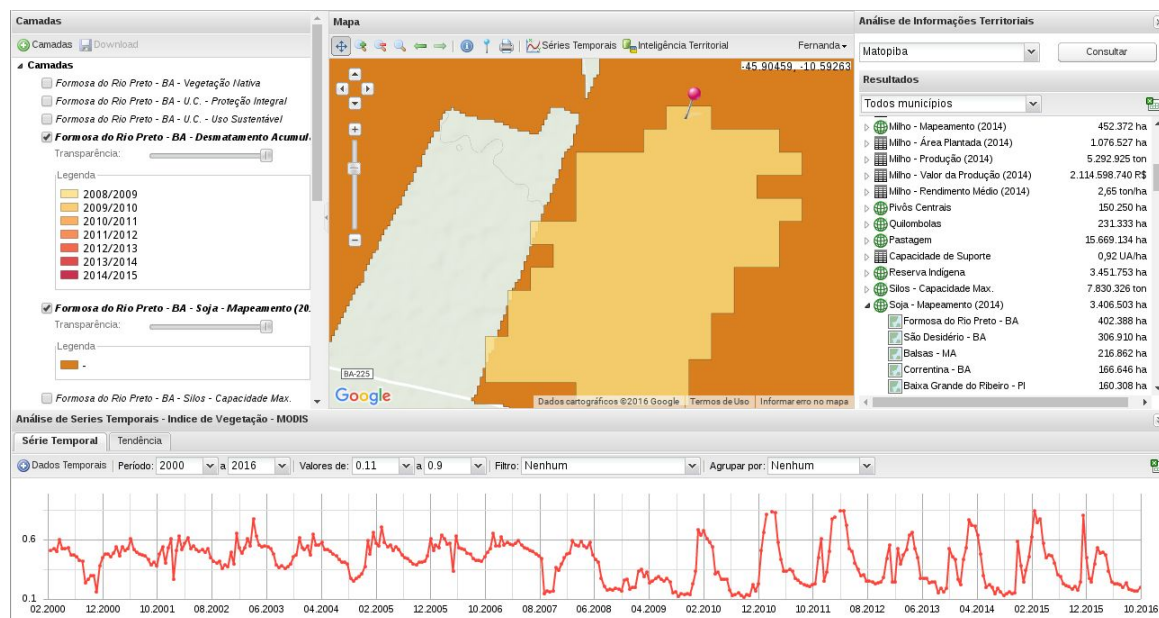 Camadas
Camadas Download
Camadas
Formosa do Rio Preto - BA - Vegetação Nativa
Formosa do Rio Preto - BA - U.C. - Proteção Integral
Formosa do Rio Preto - BA - U.C. - Uso Sustentável
Formosa do Rio Preto - BA - Desmatamento Acumul
Transparência:
Legenda
2008/2009
2009/2010
2010/2011
2011/2012
2012/2013
2013/2014
2014/2015
Formosa do Rio Preto - BA - Soja - Mapeamento (20
Transparência:
Legenda
-
Formosa do Rio Preto - BA - Silos - Capacidade Max.
Mapa
Séries Temporais Inteligência Territorial Fernanda
-45.90459, -10.59263
BA-225
Google
Dados cartográficos ©2016 Google Termos de Uso Informar erro no mapa
Análise de Informações Territoriais
Matopiba Consultar
Resultados
Todos municípios
Milho - Mapeamento (2014) 452.372 ha
Milho - Área Plantada (2014) 1.076.527 ha
Milho - Produção (2014) 5.292.925 ton
Milho - Valor da Produção (2014) 2.114.598.740 R$
Milho - Rendimento Médio (2014) 2,65 ton/ha
Pivôs Centrais 150.250 ha
Quilombolas 231.333 ha
Pastagem 15.669.134 ha
Capacidade de Suporte 0,92 UA/ha
Reserva Indígena 3.451.753 ha
Silos - Capacidade Max. 7.830.326 ton
Soja - Mapeamento (2014) 3.406.503 ha
Formosa do Rio Preto - BA 402.388 ha
São Desidério - BA 306.910 ha
Balsas - MA 216.862 ha
Correntina - BA 166.646 ha
Baixa Grande do Ribeiro - PI 160.308 ha
Análise de Series Temporais - Indice de Vegetação - MODIS
Série Temporal Tendência
Dados Temporais Período: 2000 a 2016 Valores de: 0.11 a 0.9 Filtro: Nenhum Agrupar por: Nenhum
0.6
0.1
02.2000 12.2000 10.2001 08.2002 06.2003 04.2004 02.2005 12.2005 10.2006 08.2007 06.2008 04.2009 02.2010 12.2010 10.2011 08.2012 06.2013 04.2014 02.2015 12.2015 10.2016